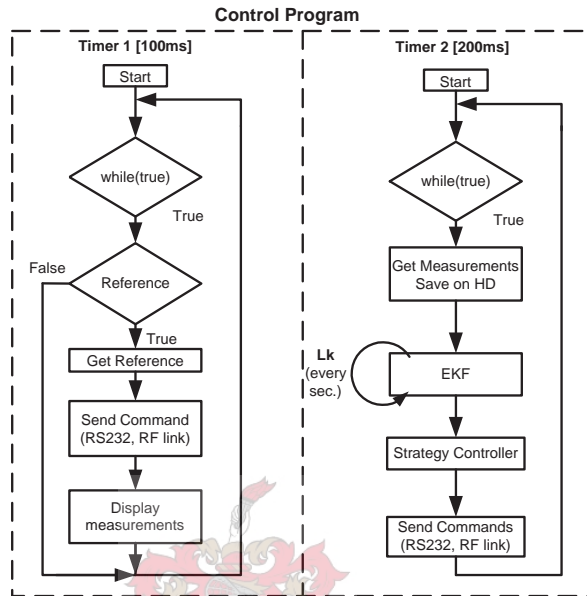 Control Program
Timer 1 [100ms]
Start
while(true)
True
False
Reference
True
Get Reference
Send Command
(RS232, RF link)
Display
measurements
Timer 2 [200ms]
Start
while(true)
True
Get Measurements
Save on HD
Lk
(every
sec.)
EKF
Strategy Controller
Send Commands
(RS232, RF link)